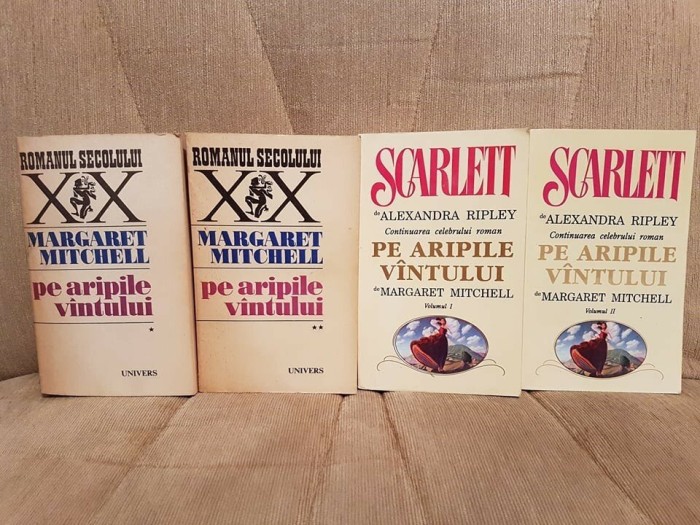 ROMANUL SECOLULUI
XX
MARGARET
MITCHELL
pe aripile
vîntului
*
UNIVERS
ROMANUL SECOLULUI
XX
MARGARET
MITCHELL
pe aripile
vîntului
**
UNIVERS
SCARLETT
de ALEXANDRA RIPLEY
Continuarea celebrului roman
PE ARIPILE
VÎNTULUI
de MARGARET MITCHELL
Volumul I
SCARLETT
de ALEXANDRA RIPLEY
Continuarea celebrului roman
PE ARIPILE
VÎNTULUI
de MARGARET MITCHELL
Volumul II